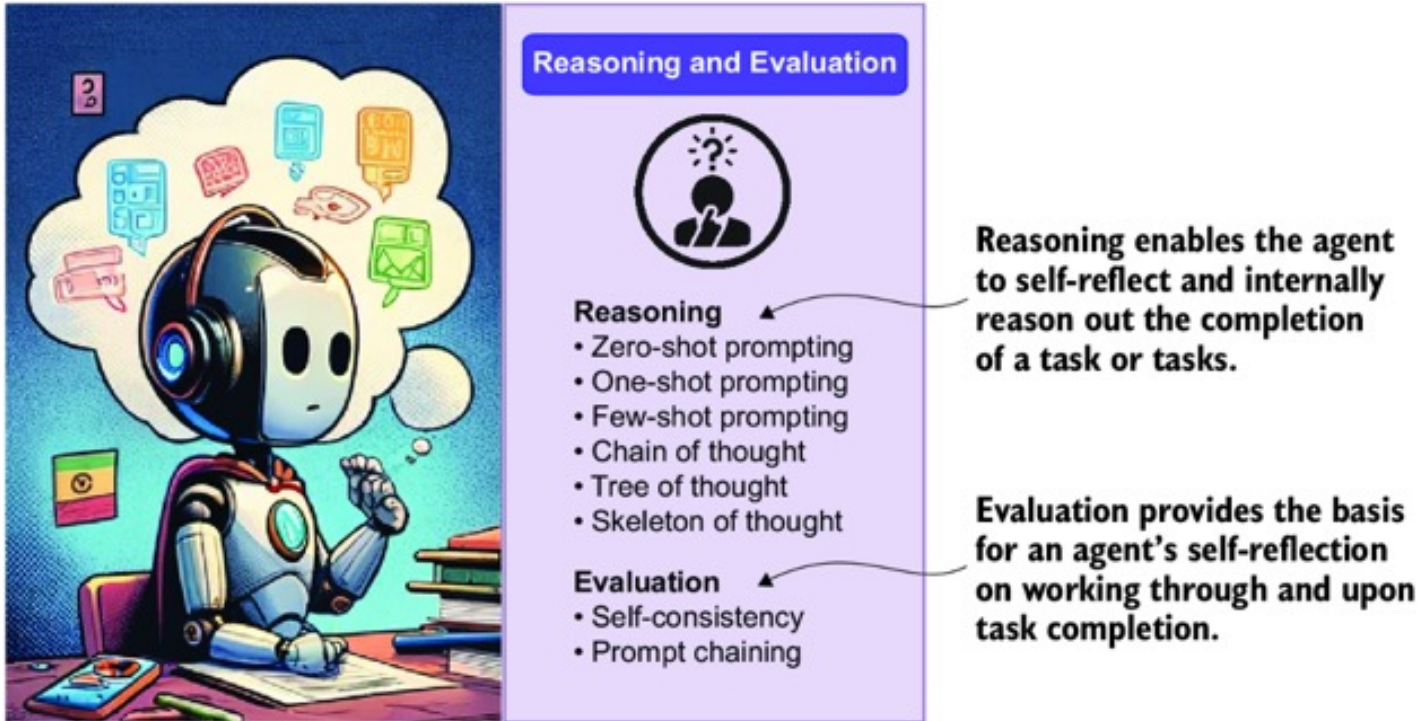 Reasoning and Evaluation
?
Reasoning
• Zero-shot prompting
• One-shot prompting
• Few-shot prompting
• Chain of thought
• Tree of thought
• Skeleton of thought
Evaluation
• Self-consistency
• Prompt chaining
Reasoning enables the agent
to self-reflect and internally
reason out the completion
of a task or tasks.
Evaluation provides the basis
for an agent’s self-reflection
on working through and upon
task completion.